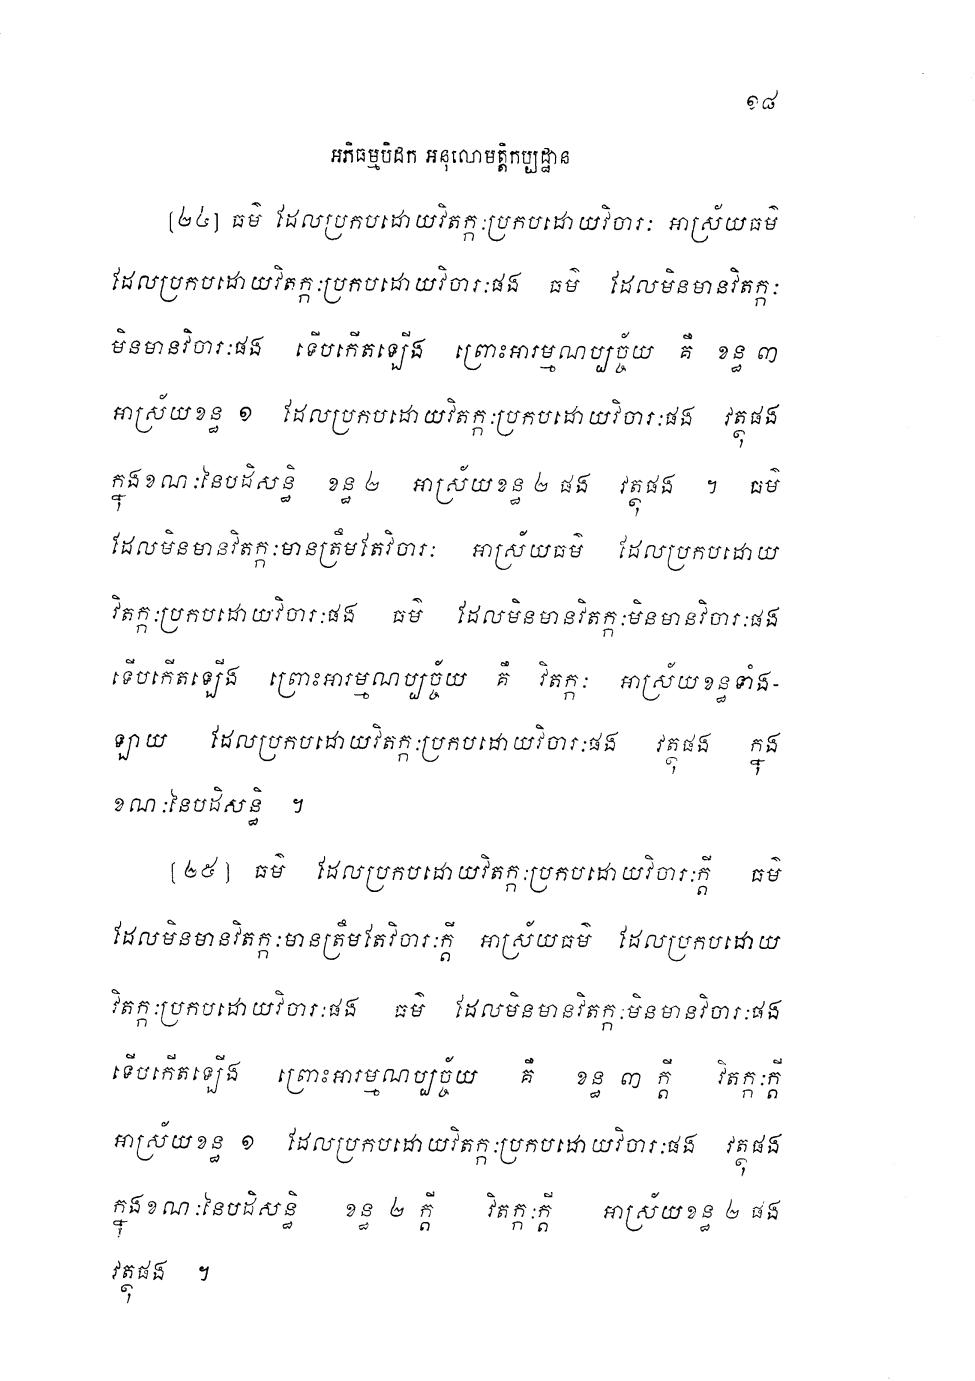 ១៨
អភិធម្មបិដក អនុលោមត្តិកប្បដ្ឋាន
[២៤] ធម៌ ដែលប្រកបដោយវិតក្កៈប្រកបដោយវិចារៈ អាស្រ័យធម៌
ដែលប្រកបដោយវិតក្កៈប្រកបដោយវិចារៈផង ធម៌ ដែលមិនមានវិតក្កៈ
មិនមានវិចារៈផង ទើបកើតឡើង ព្រោះអារម្មណប្បច្ច័យ គឺ ខន្ធ ៣
អាស្រ័យខន្ធ ១ ដែលប្រកបដោយវិតក្កៈប្រកបដោយវិចារៈផង វត្ថុផង
ក្នុងខណៈនៃបដិសន្ធិ ខន្ធ ២ អាស្រ័យខន្ធ ២ ផង វត្ថុផង ។ ធម៌
ដែលមិនមានវិតក្កៈមានត្រឹមតែវិចារៈ អាស្រ័យធម៌ ដែលប្រកបដោយ
វិតក្កៈប្រកបដោយវិចារៈផង ធម៌ ដែលមិនមានវិតក្កៈមិនមានវិចារៈផង
ទើបកើតឡើង ព្រោះអារម្មណប្បច្ច័យ គឺ វិតក្កៈ អាស្រ័យខន្ធទាំង-
ឡាយ ដែលប្រកបដោយវិតក្កៈប្រកបដោយវិចារៈផង វត្ថុផង ក្នុង
ខណៈនៃបដិសន្ធិ ។
[២៥] ធម៌ ដែលប្រកបដោយវិតក្កៈប្រកបដោយវិចារៈក្តី ធម៌
ដែលមិនមានវិតក្កៈមានត្រឹមតែវិចារៈក្តី អាស្រ័យធម៌ ដែលប្រកបដោយ
វិតក្កៈប្រកបដោយវិចារៈផង ធម៌ ដែលមិនមានវិតក្កៈមិនមានវិចារៈផង
ទើបកើតឡើង ព្រោះអារម្មណប្បច្ច័យ គឺ ខន្ធ ៣ ក្តី វិតក្កៈក្តី
អាស្រ័យខន្ធ ១ ដែលប្រកបដោយវិតក្កៈប្រកបដោយវិចារៈផង វត្ថុផង
ក្នុងខណៈនៃបដិសន្ធិ ខន្ធ ២ ក្តី វិតក្កៈក្តី អាស្រ័យខន្ធ ២ ផង
វត្ថុផង ។